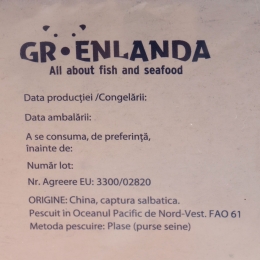 GR•ENLANDA
All about fish and seafood
Data producției /Congelării:
Data ambalării:
A se consuma, de preferință,
înainte de:
Număr lot:
Nr. Agreere EU: 3300/02820
ORIGINE: China, captura salbatica.
Pescuit în Oceanul Pacific de Nord-Vest. FAO 61
Metoda pescuire: Plase (purse seine)